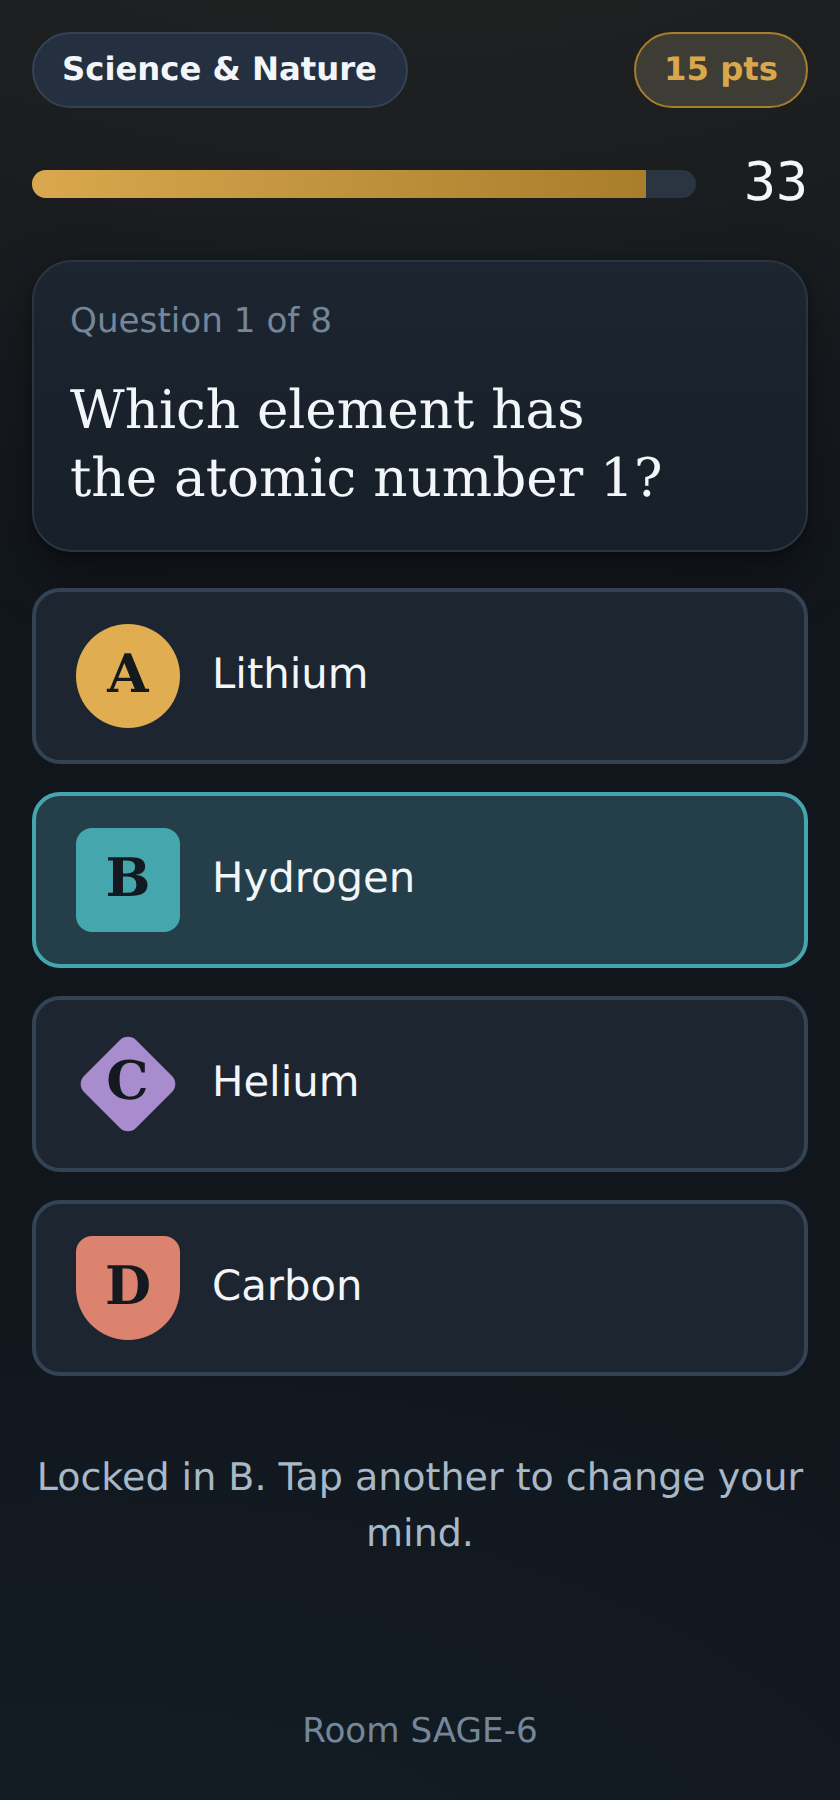 Science & Nature
15 pts
33
Question 1 of 8
Which element has
the atomic number 1?
A
Lithium
B
Hydrogen
C
Helium
D
Carbon
Locked in B. Tap another to change your
mind.
Room SAGE-6